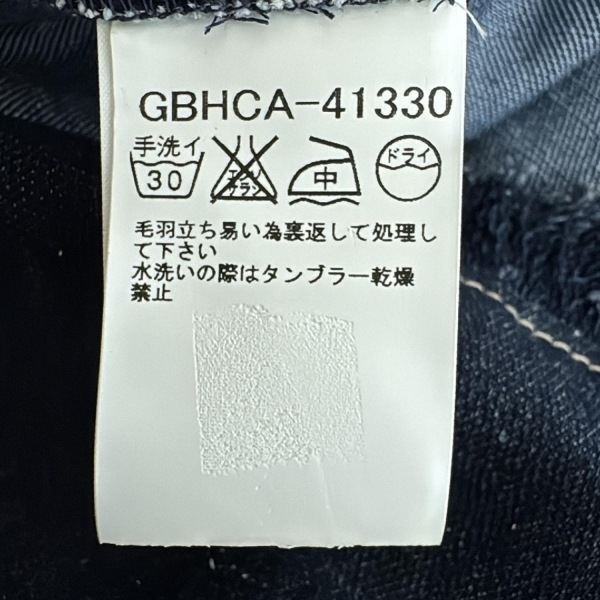 GBHCA-41330
手洗イ
30
エンソ
サラシ
中
ドライ
毛羽立ち易い為裏返して処理し
て下さい
水洗いの際はタンブラー乾燥
禁止